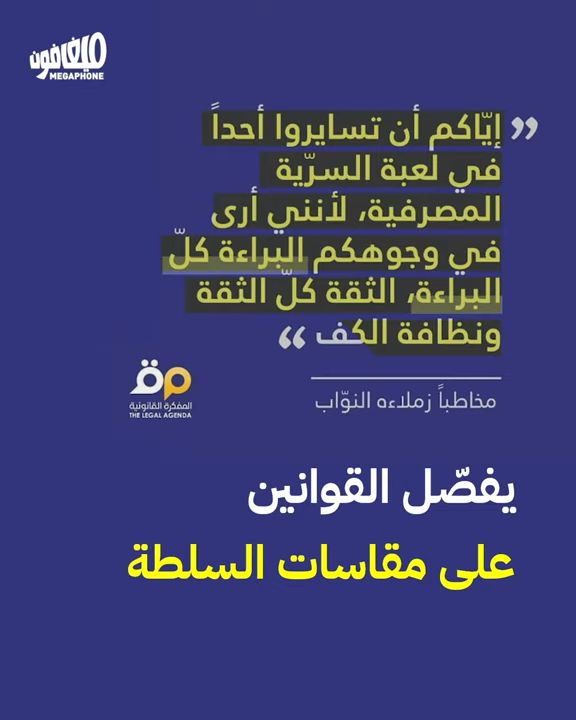 ميغافون
MEGAPHONE
” إيّاكم أن تسايروا أحداً
في لعبة السرّية
المصرفية، لأنني أرى
في وجوهكم البراءة كلّ
البراءة، الثقة كلّ الثقة
ونظافة الكف “
مخاطباً زملاءه النوّاب
المفكرة القانونية
THE LEGAL AGENDA
يفصّل القوانين
على مقاسات السلطة